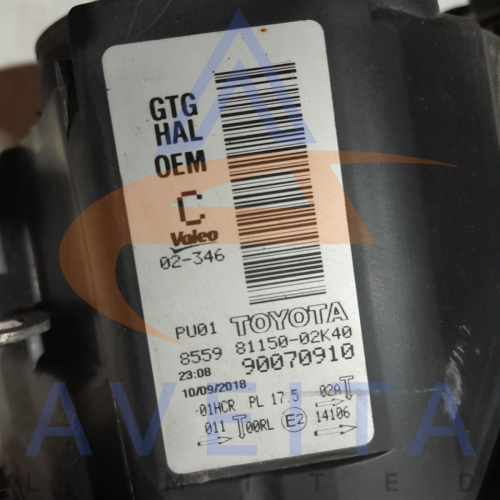 GTG
HAL
OEM
C
Valeo
02-346
PU01 TOYOTA
8559 81150-02K40
23:08 90070910
10/09/2018
01HCR PL 17.5 02A T
011 T00RL E2 14106
AVEITA
LIMITED